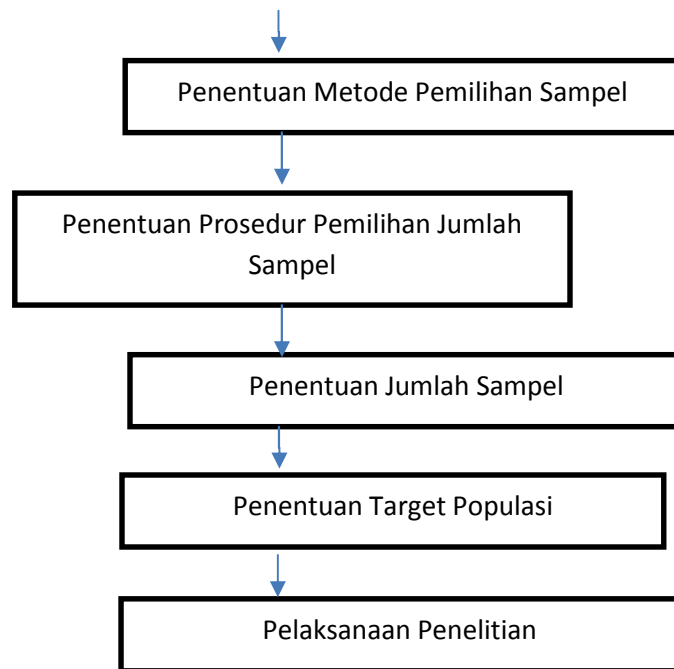 Penentuan Metode Pemilihan Sampel
Penentuan Prosedur Pemilihan Jumlah
Sampel
Penentuan Jumlah Sampel
Penentuan Target Populasi
Pelaksanaan Penelitian